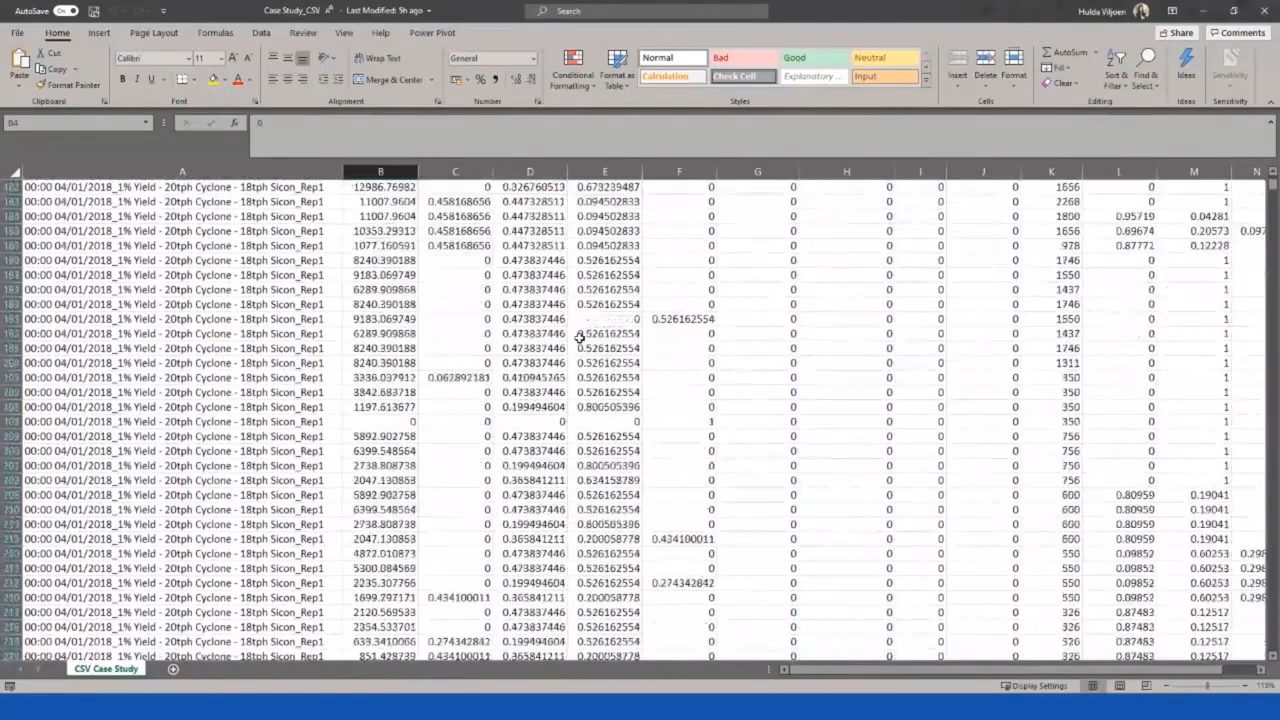 AutoSave On Case_Study_CSV Last Modified: 5h ago Search Hulda Viljoen
File Home Insert Page Layout Formulas Data Review View Help Power Pivot Share Comments
Paste Cut Copy Format Painter Clipboard
Calibri 11 B I U Font
Wrap Text Merge & Center Alignment
General % Number
Conditional Formatting Format as Table
Normal Bad Good Neutral
Calculation Check Cell Explanatory ... Input Styles
Insert Delete Format Cells
AutoSum Fill Clear Sort & Filter Find & Select Editing
Ideas Ideas
Sensitivity Sensitivity
B4 fx 0
A B C D E F G H I J K L M N
00:00 04/01/2018_1% Yield - 20tph Cyclone - 18tph Sicon_Rep1 12986.76982 0 0.326760513 0.673239487 0 0 0 0 0 1656 0 1
00:00 04/01/2018_1% Yield - 20tph Cyclone - 18tph Sicon_Rep1 11007.9604 0.458168656 0.447328511 0.094502833 0 0 0 0 0 2268 0 1
00:00 04/01/2018_1% Yield - 20tph Cyclone - 18tph Sicon_Rep1 11007.9604 0.458168656 0.447328511 0.094502833 0 0 0 0 0 1800 0.95719 0.04281
00:00 04/01/2018_1% Yield - 20tph Cyclone - 18tph Sicon_Rep1 10353.29313 0.458168656 0.447328511 0.094502833 0 0 0 0 0 1656 0.69674 0.20573 0.097
00:00 04/01/2018_1% Yield - 20tph Cyclone - 18tph Sicon_Rep1 1077.160591 0.458168656 0.447328511 0.094502833 0 0 0 0 0 978 0.87772 0.12228
00:00 04/01/2018_1% Yield - 20tph Cyclone - 18tph Sicon_Rep1 8240.390188 0 0.473837446 0.526162554 0 0 0 0 0 1746 0 1
00:00 04/01/2018_1% Yield - 20tph Cyclone - 18tph Sicon_Rep1 9183.069749 0 0.473837446 0.526162554 0 0 0 0 0 1550 0 1
00:00 04/01/2018_1% Yield - 20tph Cyclone - 18tph Sicon_Rep1 6289.909868 0 0.473837446 0.526162554 0 0 0 0 0 1437 0 1
00:00 04/01/2018_1% Yield - 20tph Cyclone - 18tph Sicon_Rep1 8240.390188 0 0.473837446 0.526162554 0 0 0 0 0 1746 0 1
00:00 04/01/2018_1% Yield - 20tph Cyclone - 18tph Sicon_Rep1 9183.069749 0 0.473837446 0 0.526162554 0 0 0 0 1550 0 1
00:00 04/01/2018_1% Yield - 20tph Cyclone - 18tph Sicon_Rep1 6289.909868 0 0.473837446 0.526162554 0 0 0 0 0 1437 0 1
00:00 04/01/2018_1% Yield - 20tph Cyclone - 18tph Sicon_Rep1 8240.390188 0 0.473837446 0.526162554 0 0 0 0 0 1746 0 1
00:00 04/01/2018_1% Yield - 20tph Cyclone - 18tph Sicon_Rep1 8240.390188 0 0.473837446 0.526162554 0 0 0 0 0 1311 0 1
00:00 04/01/2018_1% Yield - 20tph Cyclone - 18tph Sicon_Rep1 3336.037912 0.062892181 0.410945265 0.526162554 0 0 0 0 0 350 0 1
00:00 04/01/2018_1% Yield - 20tph Cyclone - 18tph Sicon_Rep1 3842.683718 0 0.473837446 0.526162554 0 0 0 0 0 350 0 1
00:00 04/01/2018_1% Yield - 20tph Cyclone - 18tph Sicon_Rep1 1197.613677 0 0.199494604 0.800505396 0 0 0 0 0 350 0 1
00:00 04/01/2018_1% Yield - 20tph Cyclone - 18tph Sicon_Rep1 0 0 0 0 1 0 0 0 0 350 0 1
00:00 04/01/2018_1% Yield - 20tph Cyclone - 18tph Sicon_Rep1 5892.902758 0 0.473837446 0.526162554 0 0 0 0 0 756 0 1
00:00 04/01/2018_1% Yield - 20tph Cyclone - 18tph Sicon_Rep1 6399.548564 0 0.473837446 0.526162554 0 0 0 0 0 756 0 1
00:00 04/01/2018_1% Yield - 20tph Cyclone - 18tph Sicon_Rep1 2738.808738 0 0.199494604 0.800505396 0 0 0 0 0 756 0 1
00:00 04/01/2018_1% Yield - 20tph Cyclone - 18tph Sicon_Rep1 2047.130863 0 0.365841211 0.634158789 0 0 0 0 0 756 0 1
00:00 04/01/2018_1% Yield - 20tph Cyclone - 18tph Sicon_Rep1 5892.902758 0 0.473837446 0.526162554 0 0 0 0 0 600 0.80959 0.19041
00:00 04/01/2018_1% Yield - 20tph Cyclone - 18tph Sicon_Rep1 6399.548564 0 0.473837446 0.526162554 0 0 0 0 0 600 0.80959 0.19041
00:00 04/01/2018_1% Yield - 20tph Cyclone - 18tph Sicon_Rep1 2738.808738 0 0.199494604 0.800505396 0 0 0 0 0 600 0.80959 0.19041
00:00 04/01/2018_1% Yield - 20tph Cyclone - 18tph Sicon_Rep1 2047.130863 0 0.365841211 0.200058778 0.434100011 0 0 0 0 600 0.80959 0.19041
00:00 04/01/2018_1% Yield - 20tph Cyclone - 18tph Sicon_Rep1 4872.010873 0 0.473837446 0.526162554 0 0 0 0 0 550 0.09852 0.60253 0.298
00:00 04/01/2018_1% Yield - 20tph Cyclone - 18tph Sicon_Rep1 5300.084569 0 0.473837446 0.526162554 0 0 0 0 0 550 0.09852 0.60253 0.298
00:00 04/01/2018_1% Yield - 20tph Cyclone - 18tph Sicon_Rep1 2235.307766 0 0.199494604 0.526162554 0.274342842 0 0 0 0 550 0.09852 0.60253 0.298
00:00 04/01/2018_1% Yield - 20tph Cyclone - 18tph Sicon_Rep1 1699.797171 0.434100011 0.365841211 0.200058778 0 0 0 0 0 550 0.09852 0.60253 0.298
00:00 04/01/2018_1% Yield - 20tph Cyclone - 18tph Sicon_Rep1 2120.569533 0 0.473837446 0.526162554 0 0 0 0 0 326 0.87483 0.12517
00:00 04/01/2018_1% Yield - 20tph Cyclone - 18tph Sicon_Rep1 2354.533701 0 0.473837446 0.526162554 0 0 0 0 0 326 0.87483 0.12517
00:00 04/01/2018_1% Yield - 20tph Cyclone - 18tph Sicon_Rep1 639.3410066 0.274342842 0.199494604 0.526162554 0 0 0 0 0 326 0.87483 0.12517
00:00 04/01/2018_1% Yield - 20tph Cyclone - 18tph Sicon_Rep1 851.428739 0.434100011 0.365841211 0.200058778 0 0 0 0 0 326 0.87483 0.12517
CSV Case Study
Display Settings 115%